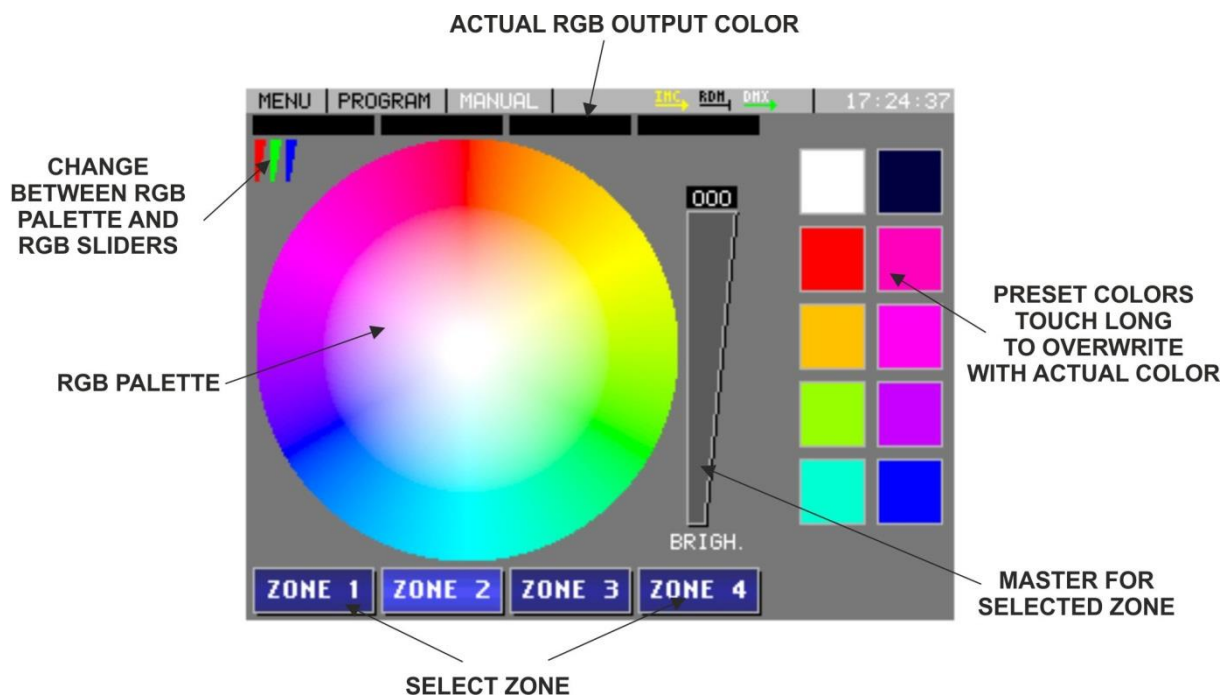 ACTUAL RGB OUTPUT COLOR
MENU PROGRAM MANUAL IMC RDM DMX 17:24:37
CHANGE
BETWEEN RGB
PALETTE AND
RGB SLIDERS
000
PRESET COLORS
TOUCH LONG
TO OVERWRITE
WITH ACTUAL COLOR
RGB PALETTE
BRIGH.
MASTER FOR
SELECTED ZONE
ZONE 1 ZONE 2 ZONE 3 ZONE 4
SELECT ZONE